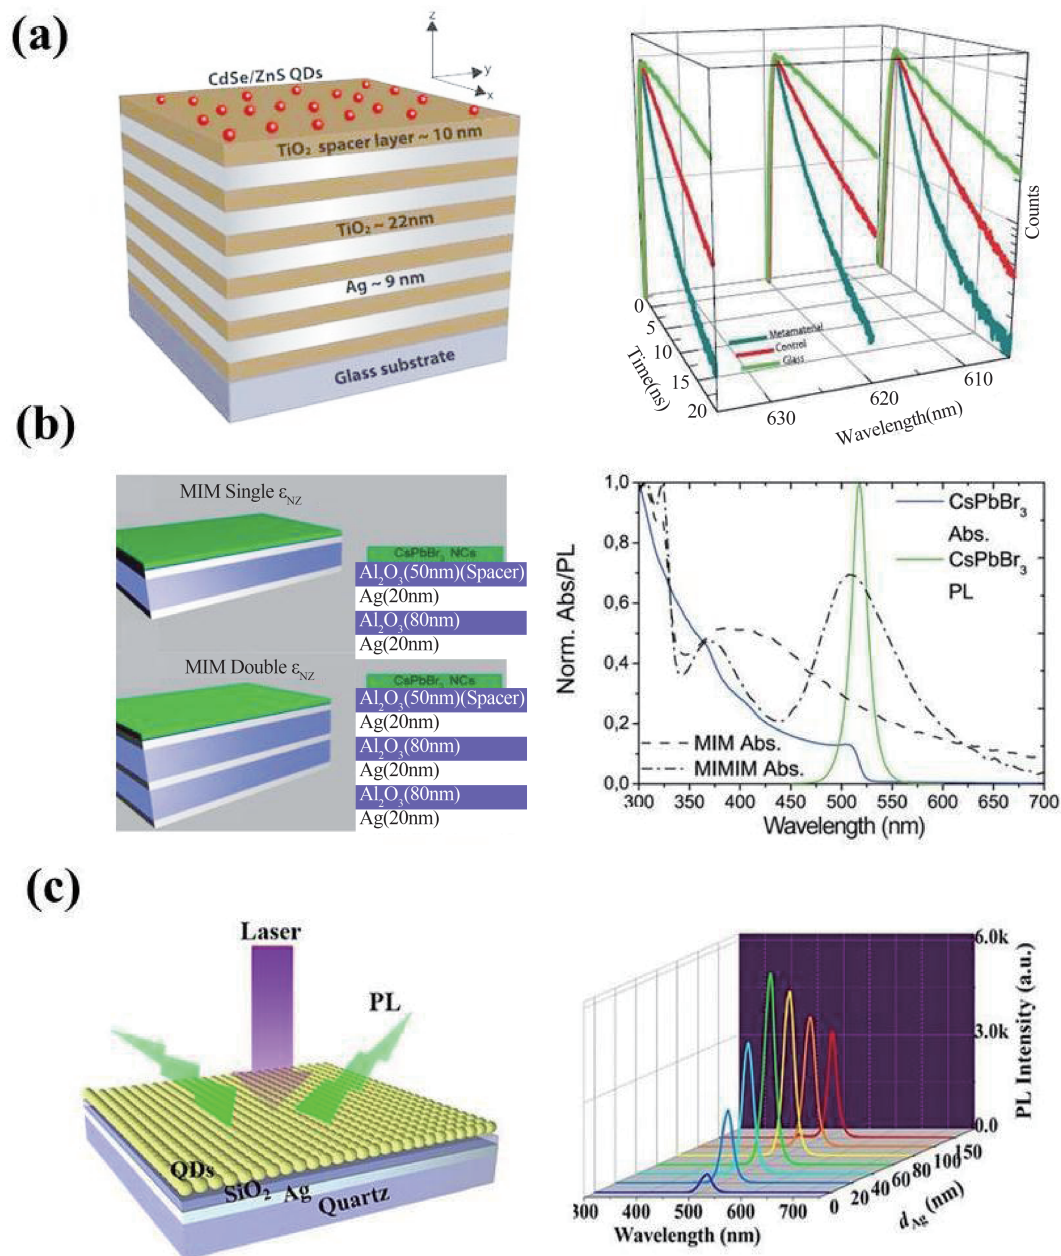 (a)
z
y
x
CdSe/ZnS QDs
TiO₂ spacer layer ~ 10 nm
TiO₂ ~ 22nm
Ag ~ 9 nm
Glass substrate
Counts
0
5
10
15
20
Time(ns)
Metamaterial
Control
Glass
630
620
610
Wavelength(nm)
(b)
MIM Single ε_NZ
CsPbBr₃ NCs
Al₂O₃(50nm)(Spacer)
Ag(20nm)
Al₂O₃(80nm)
Ag(20nm)
MIM Double ε_NZ
CsPbBr₃ NCs
Al₂O₃(50nm)(Spacer)
Ag(20nm)
Al₂O₃(80nm)
Ag(20nm)
Al₂O₃(80nm)
Ag(20nm)
Norm. Abs/PL
1,0
0,8
0,6
0,4
0,2
0,0
CsPbBr₃
Abs.
CsPbBr₃
PL
MIM Abs.
MIMIM Abs.
300 350 400 450 500 550 600 650 700
Wavelength (nm)
(c)
Laser
PL
QDs
SiO₂
Ag
Quartz
6.0k
3.0k
0.0
PL Intensity (a.u.)
300 400 500 600 700
Wavelength (nm)
0 20 40 60 80 100 150
d_Ag (nm)